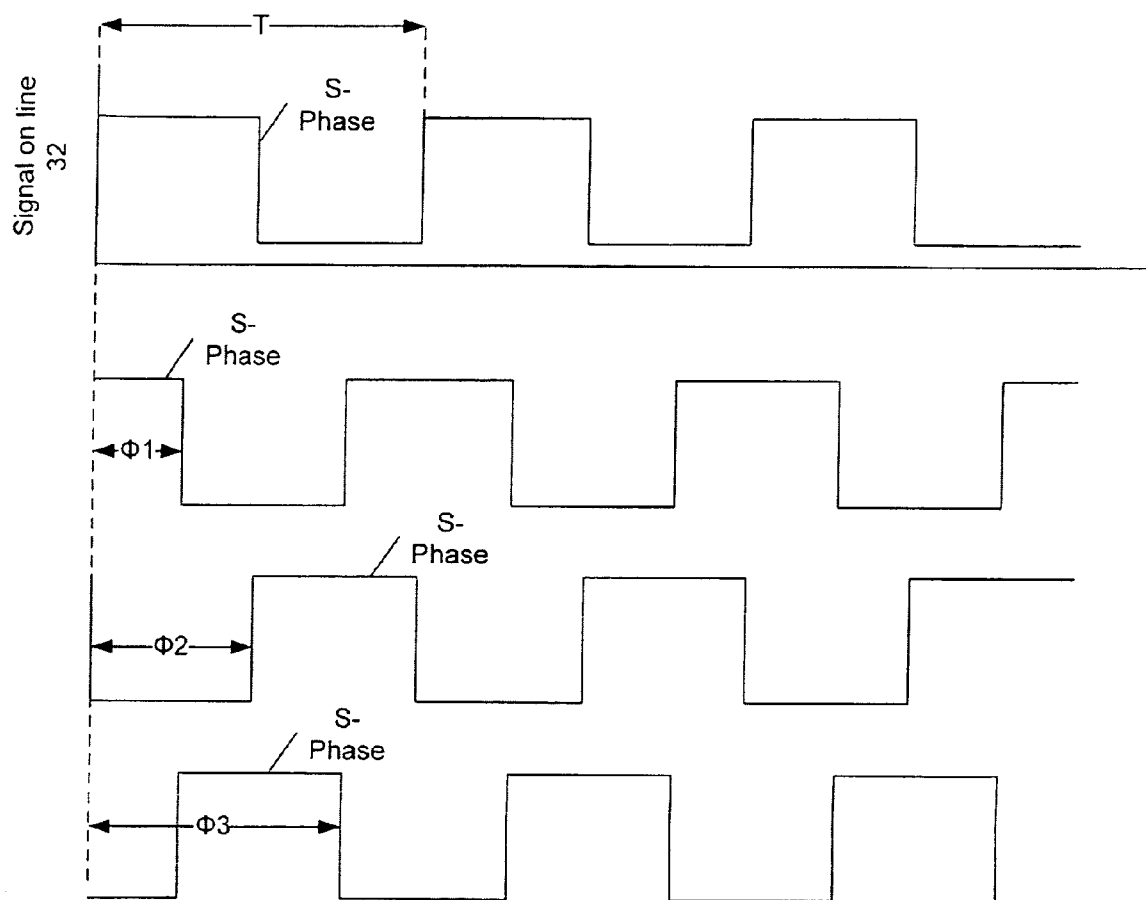 T
Signal on line
32
S-
Phase
S-
Phase
Φ1
S-
Phase
Φ2
S-
Phase
Φ3